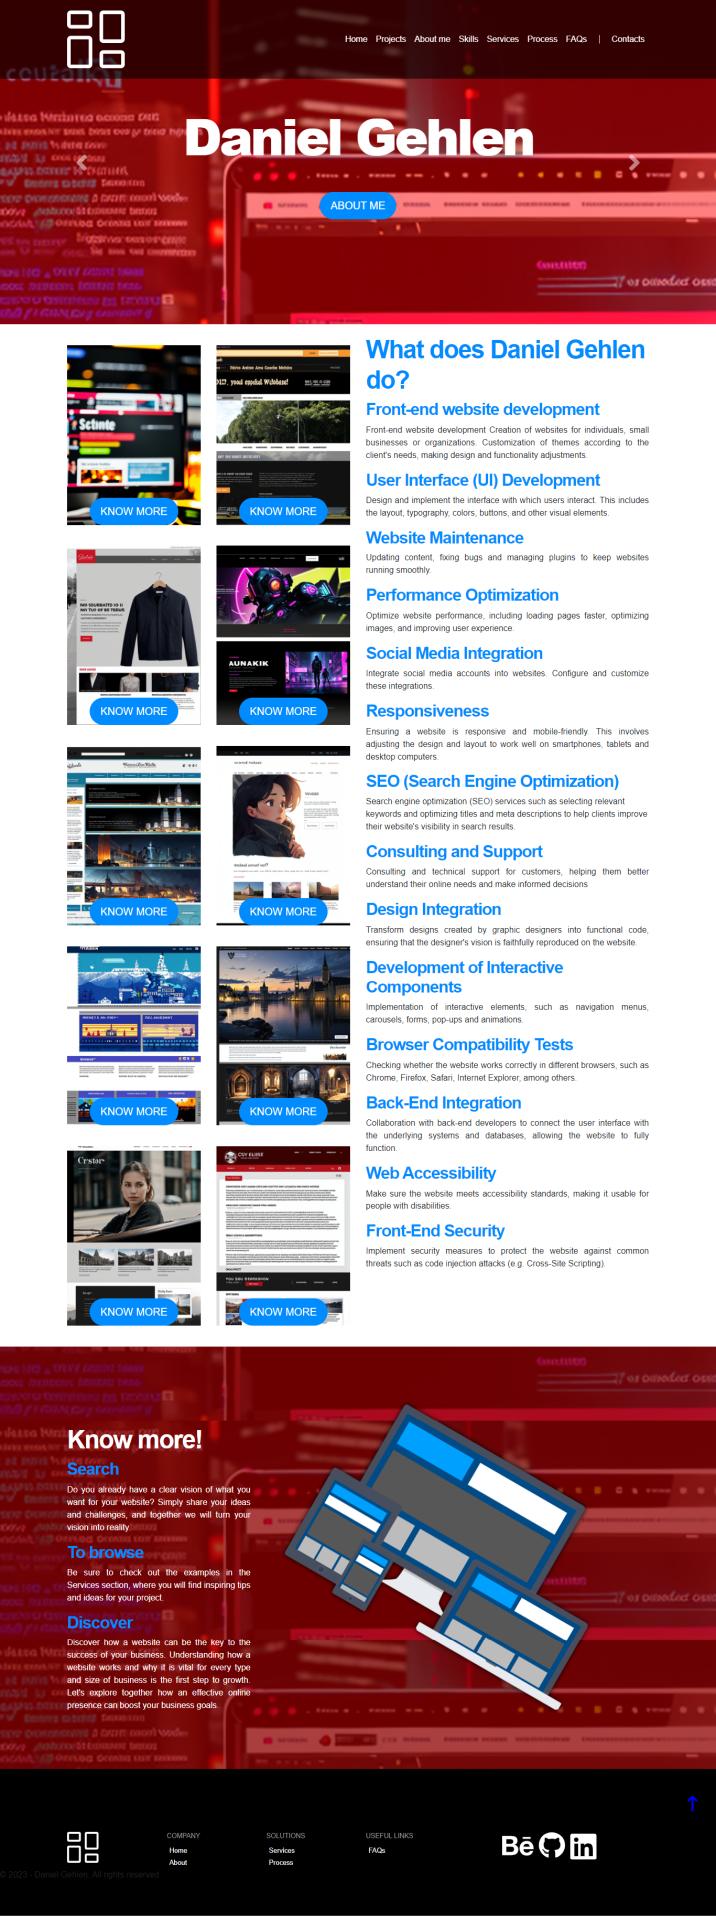 Home Projects About me Skills Services Process FAQs | Contacts
Daniel Gehlen
ABOUT ME
KNOW MORE
KNOW MORE
KNOW MORE
KNOW MORE
KNOW MORE
KNOW MORE
KNOW MORE
KNOW MORE
KNOW MORE
KNOW MORE
What does Daniel Gehlen
do?
Front-end website development
Front-end website development Creation of websites for individuals, small
businesses or organizations. Customization of themes according to the
client's needs, making design and functionality adjustments.
User Interface (UI) Development
Design and implement the interface with which users interact. This includes
the layout, typography, colors, buttons, and other visual elements.
Website Maintenance
Updating content, fixing bugs and managing plugins to keep websites
running smoothly.
Performance Optimization
Optimize website performance, including loading pages faster, optimizing
images, and improving user experience.
Social Media Integration
Integrate social media accounts into websites. Configure and customize
these integrations.
Responsiveness
Ensuring a website is responsive and mobile-friendly. This involves
adjusting the design and layout to work well on smartphones, tablets and
desktop computers.
SEO (Search Engine Optimization)
Search engine optimization (SEO) services such as selecting relevant
keywords and optimizing titles and meta descriptions to help clients improve
their website's visibility in search results.
Consulting and Support
Consulting and technical support for customers, helping them better
understand their online needs and make informed decisions
Design Integration
Transform designs created by graphic designers into functional code,
ensuring that the designer's vision is faithfully reproduced on the website.
Development of Interactive
Components
Implementation of interactive elements, such as navigation menus,
carousels, forms, pop-ups and animations.
Browser Compatibility Tests
Checking whether the website works correctly in different browsers, such as
Chrome, Firefox, Safari, Internet Explorer, among others.
Back-End Integration
Collaboration with back-end developers to connect the user interface with
the underlying systems and databases, allowing the website to fully
function.
Web Accessibility
Make sure the website meets accessibility standards, making it usable for
people with disabilities.
Front-End Security
Implement security measures to protect the website against common
threats such as code injection attacks (e.g. Cross-Site Scripting).
Know more!
Search
Do you already have a clear vision of what you
want for your website? Simply share your ideas
and challenges, and together we will turn your
vision into reality.
To browse
Be sure to check out the examples in the
Services section, where you will find inspiring tips
and ideas for your project.
Discover
Discover how a website can be the key to the
success of your business. Understanding how a
website works and why it is vital for every type
and size of business is the first step to growth.
Let's explore together how an effective online
presence can boost your business goals.
COMPANY
Home
About
SOLUTIONS
Services
Process
USEFUL LINKS
FAQs
Bē in
© 2023 - Daniel Gehlen. All rights reserved